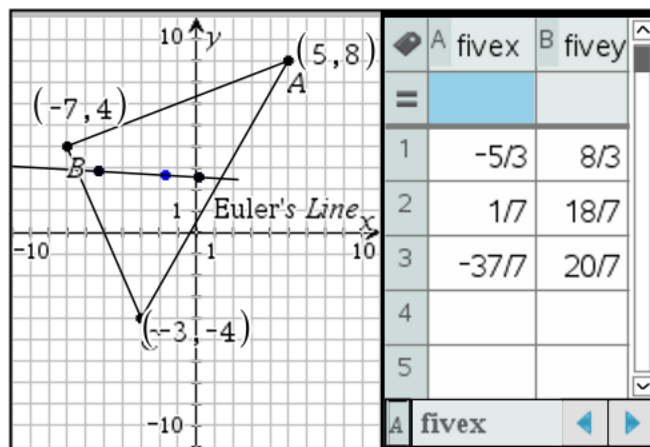 10 y
(5,8)
A
(-7,4)
B
1 Euler's Line x
-10 1 10
(-3,-4)
-10
A fivex B fivey
=
1 -5/3 8/3
2 1/7 18/7
3 -37/7 20/7
4
5
A fivex